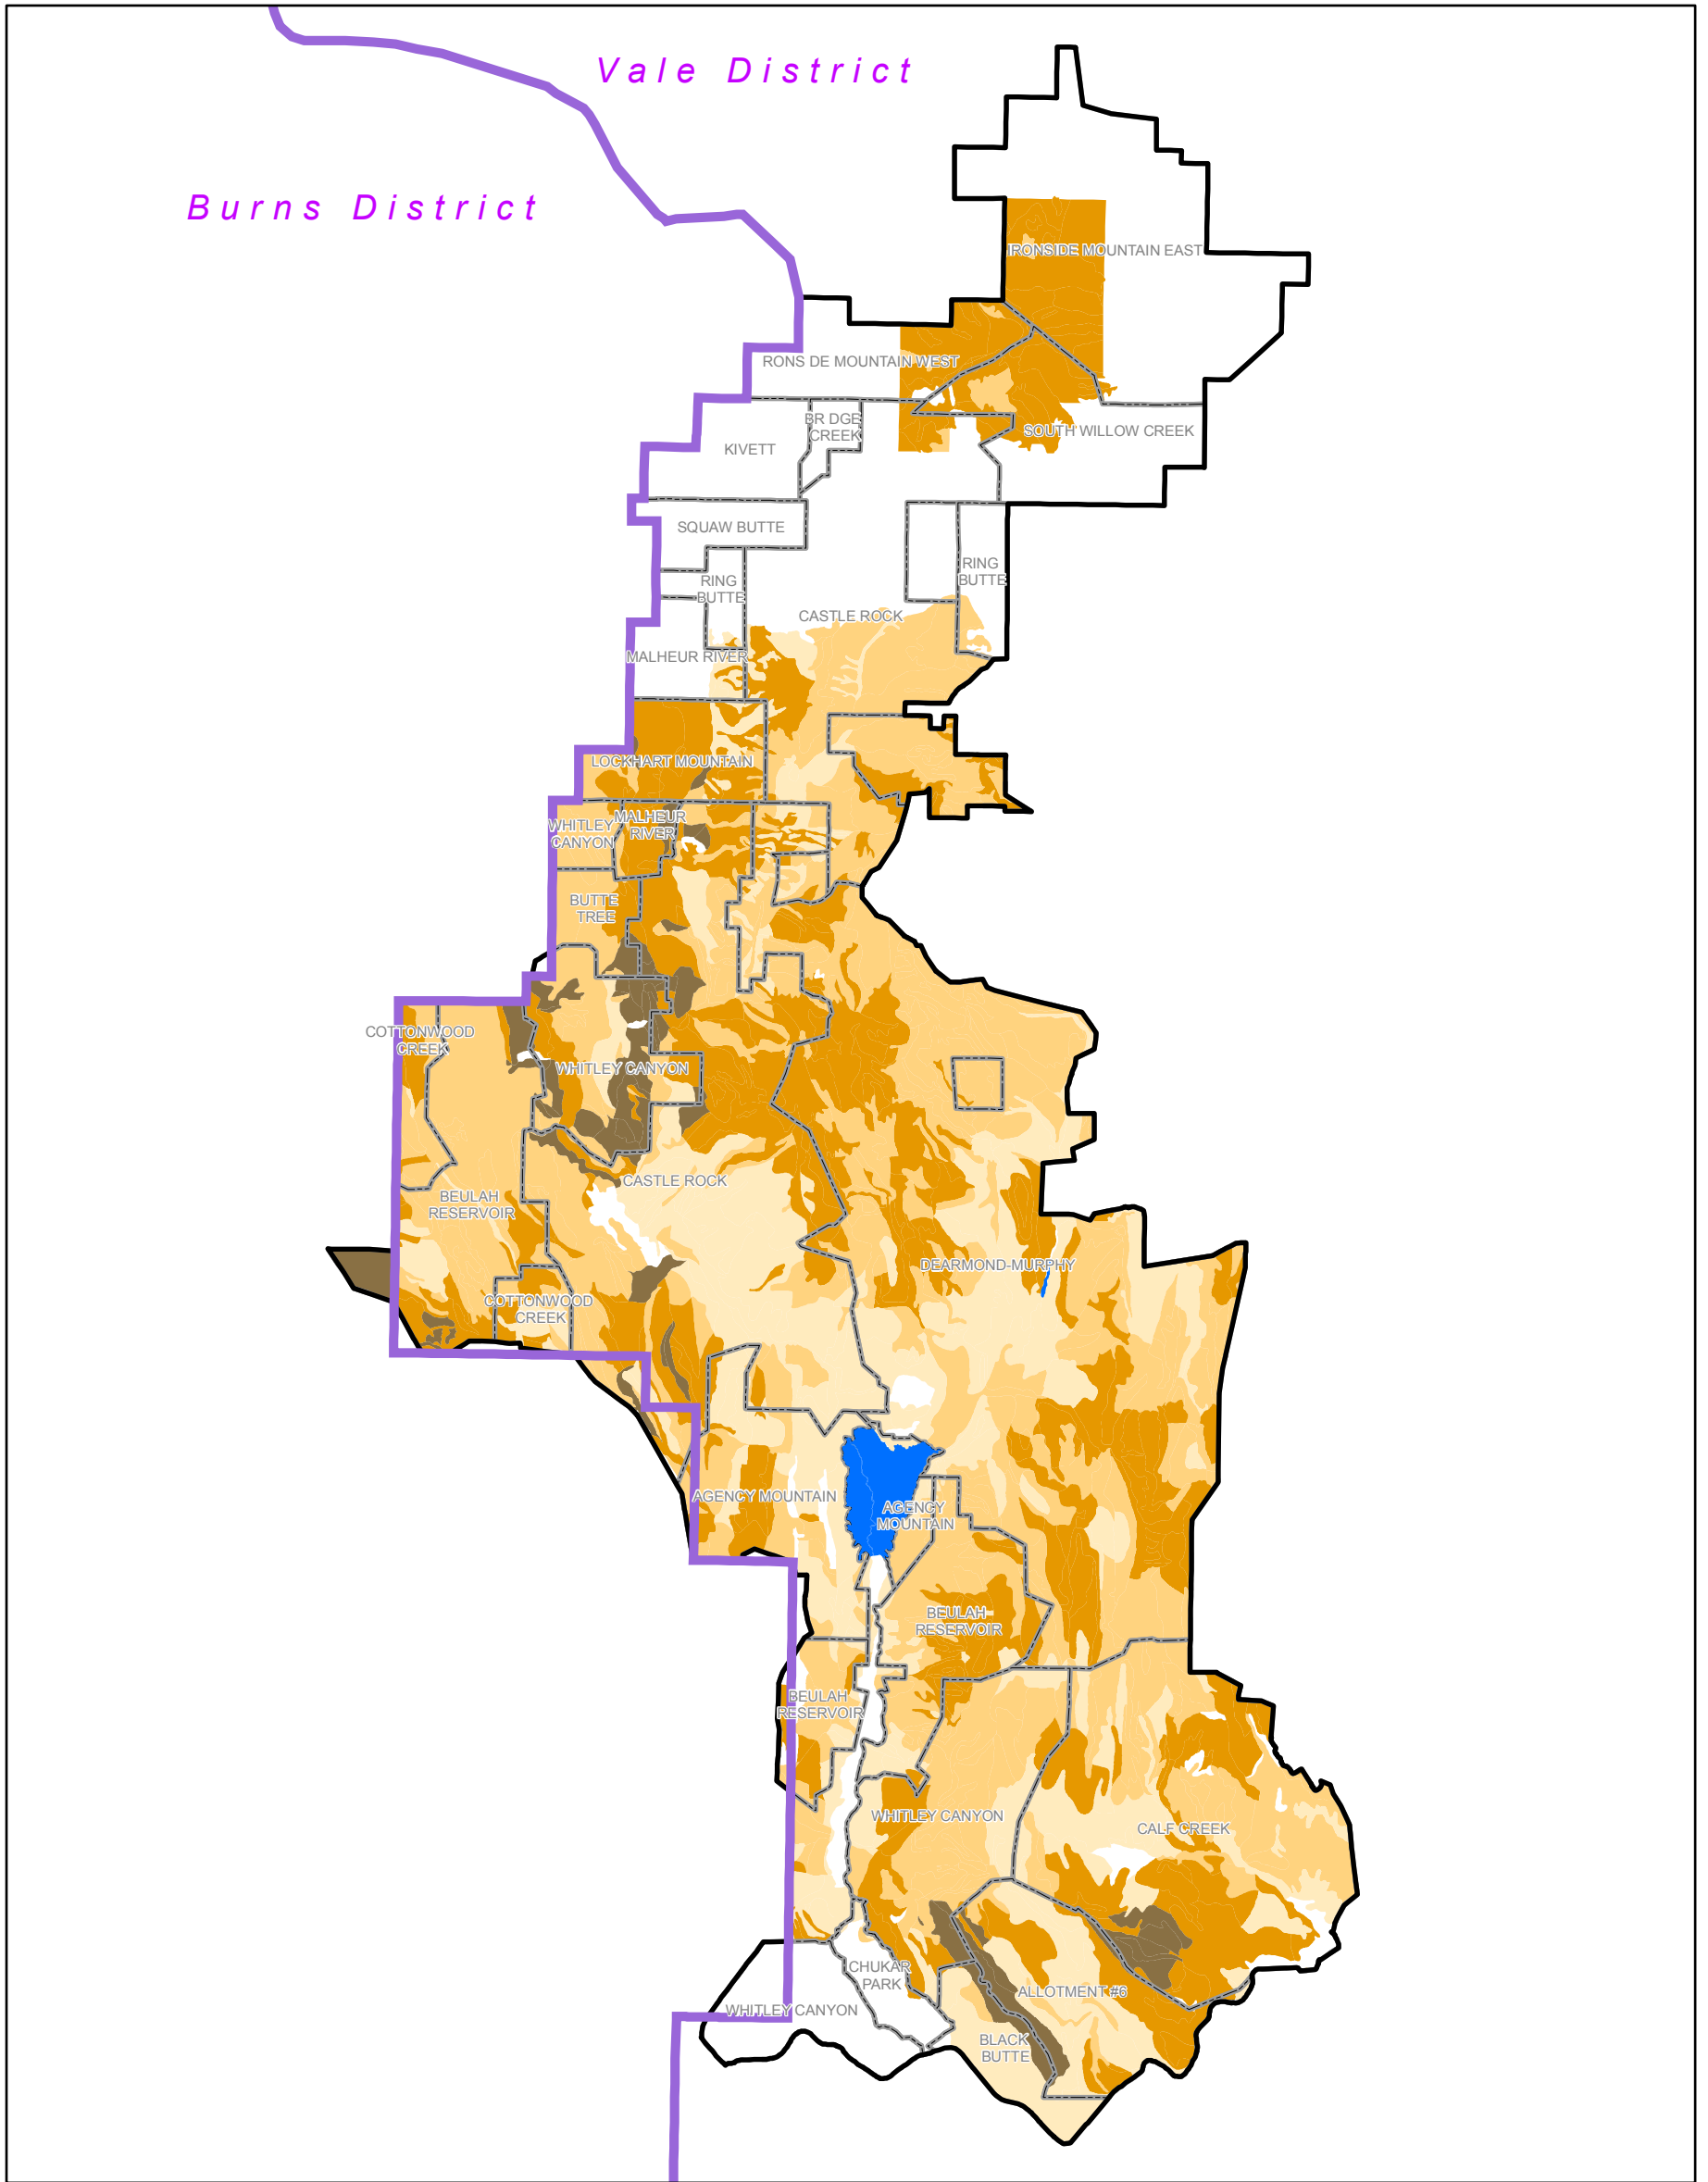 Vale District
Burns District
IRONSIDE MOUNTAIN EAST
RONS DE MOUNTAIN WEST
BR DGE
CREEK
SOUTH WILLOW CREEK
KIVETT
SQUAW BUTTE
RING
BUTTE
RING
BUTTE
CASTLE ROCK
MALHEUR RIVER
LOCKHART MOUNTAIN
WHITLEY
CANYON
MALHEUR
RIVER
BUTTE
TREE
COTTONWOOD
CREEK
WHITLEY CANYON
CASTLE ROCK
BEULAH
RESERVOIR
DEARMOND-MURPHY
COTTONWOOD
CREEK
AGENCY MOUNTAIN
AGENCY
MOUNTAIN
BEULAH
RESERVOIR
BEULAH
RESERVOIR
WHITLEY CANYON
CALF CREEK
CHUKAR
PARK
ALLOTMENT #6
WHITLEY CANYON
BLACK
BUTTE